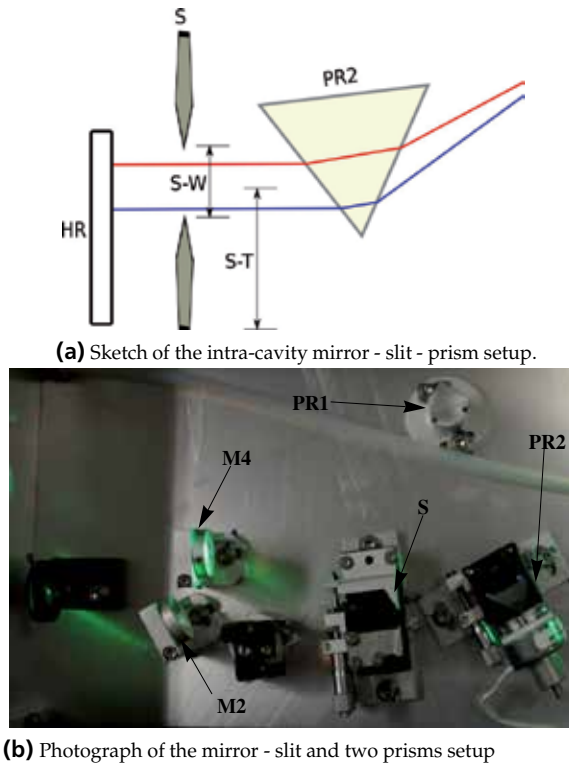 S
PR2
S-W
HR
S-T
(a) Sketch of the intra-cavity mirror - slit - prism setup.
PR1
PR2
M4
S
M2
(b) Photograph of the mirror - slit and two prisms setup